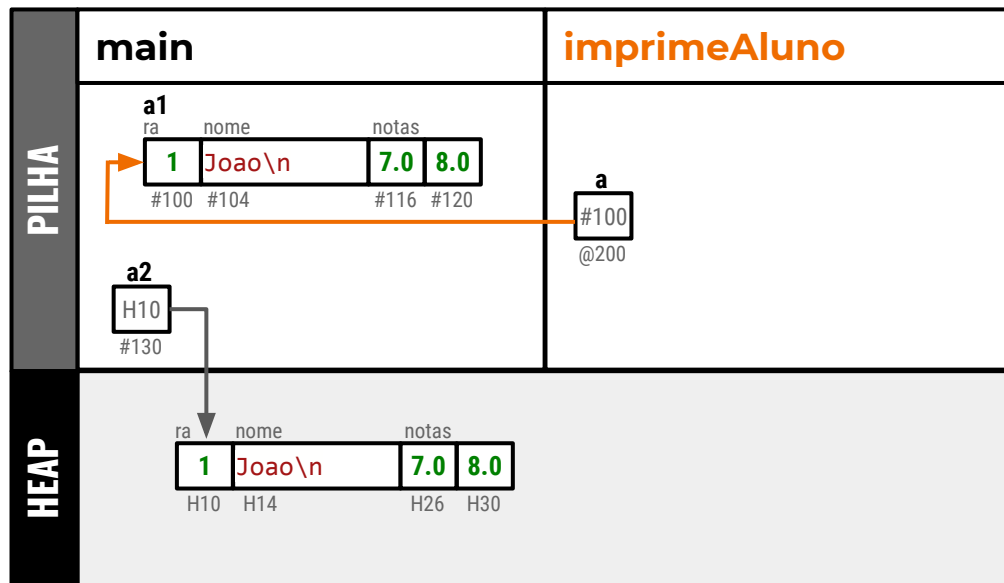 main
imprimeAluno
PILHA
a1
ra nome notas
1 Joao\n 7.0 8.0
#100 #104 #116 #120
a
#100
@200
a2
H10
#130
HEAP
ra nome notas
1 Joao\n 7.0 8.0
H10 H14 H26 H30